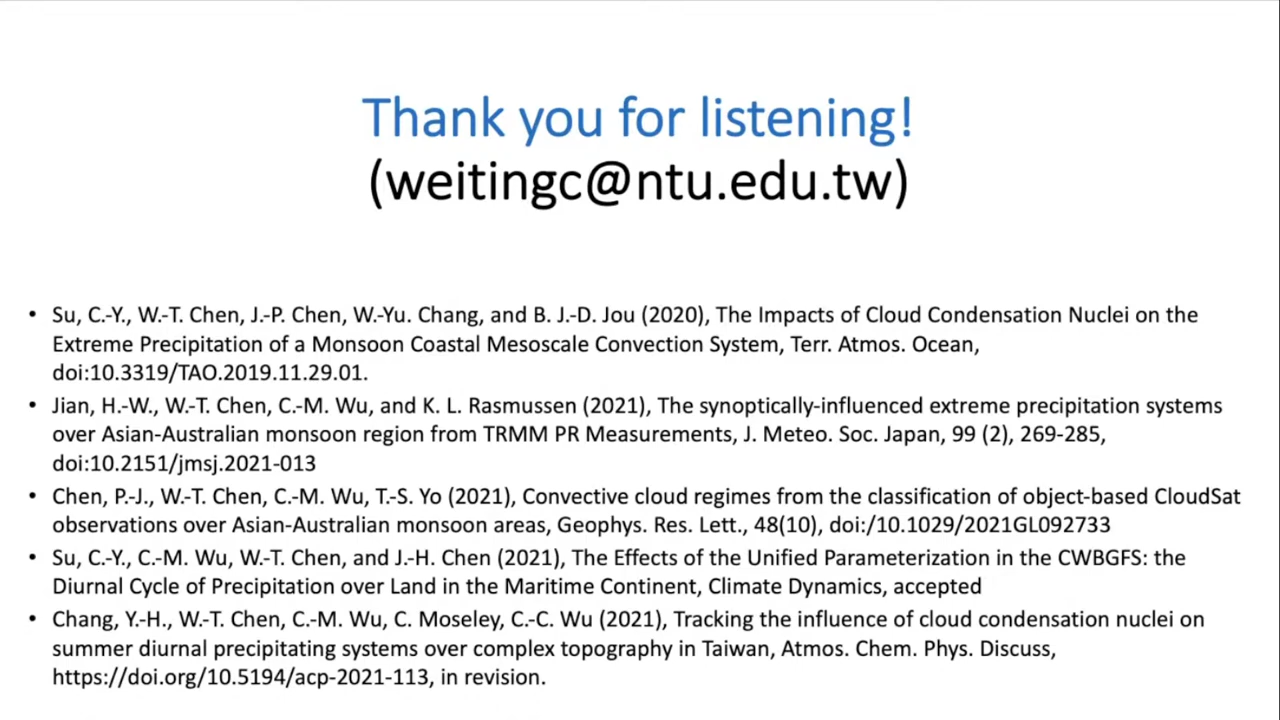 Thank you for listening!
(weitingc@ntu.edu.tw)
• Su, C.-Y., W.-T. Chen, J.-P. Chen, W.-Yu. Chang, and B. J.-D. Jou (2020), The Impacts of Cloud Condensation Nuclei on the
Extreme Precipitation of a Monsoon Coastal Mesoscale Convection System, Terr. Atmos. Ocean,
doi:10.3319/TAO.2019.11.29.01.
• Jian, H.-W., W.-T. Chen, C.-M. Wu, and K. L. Rasmussen (2021), The synoptically-influenced extreme precipitation systems
over Asian-Australian monsoon region from TRMM PR Measurements, J. Meteo. Soc. Japan, 99 (2), 269-285,
doi:10.2151/jmsj.2021-013
• Chen, P.-J., W.-T. Chen, C.-M. Wu, T.-S. Yo (2021), Convective cloud regimes from the classification of object-based CloudSat
observations over Asian-Australian monsoon areas, Geophys. Res. Lett., 48(10), doi:/10.1029/2021GL092733
• Su, C.-Y., C.-M. Wu, W.-T. Chen, and J.-H. Chen (2021), The Effects of the Unified Parameterization in the CWBGFS: the
Diurnal Cycle of Precipitation over Land in the Maritime Continent, Climate Dynamics, accepted
• Chang, Y.-H., W.-T. Chen, C.-M. Wu, C. Moseley, C.-C. Wu (2021), Tracking the influence of cloud condensation nuclei on
summer diurnal precipitating systems over complex topography in Taiwan, Atmos. Chem. Phys. Discuss,
https://doi.org/10.5194/acp-2021-113, in revision.